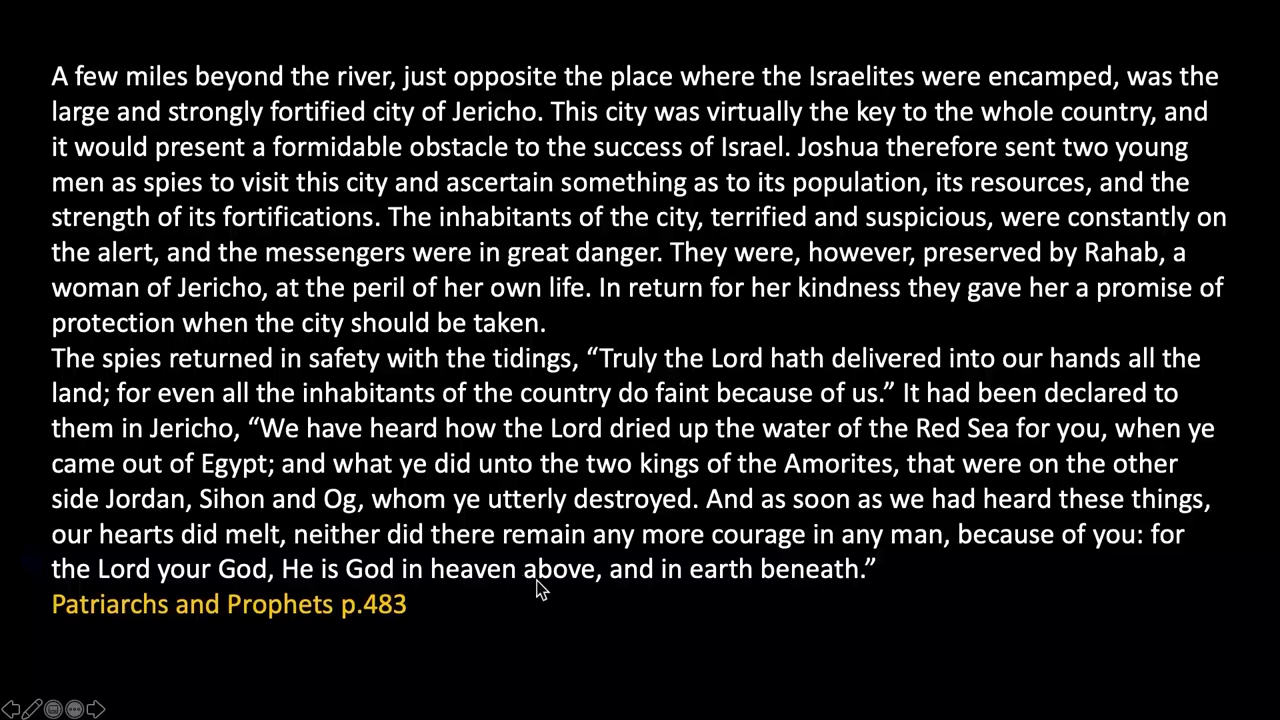 A few miles beyond the river, just opposite the place where the Israelites were encamped, was the
large and strongly fortified city of Jericho. This city was virtually the key to the whole country, and
it would present a formidable obstacle to the success of Israel. Joshua therefore sent two young
men as spies to visit this city and ascertain something as to its population, its resources, and the
strength of its fortifications. The inhabitants of the city, terrified and suspicious, were constantly on
the alert, and the messengers were in great danger. They were, however, preserved by Rahab, a
woman of Jericho, at the peril of her own life. In return for her kindness they gave her a promise of
protection when the city should be taken.
The spies returned in safety with the tidings, “Truly the Lord hath delivered into our hands all the
land; for even all the inhabitants of the country do faint because of us.” It had been declared to
them in Jericho, “We have heard how the Lord dried up the water of the Red Sea for you, when ye
came out of Egypt; and what ye did unto the two kings of the Amorites, that were on the other
side Jordan, Sihon and Og, whom ye utterly destroyed. And as soon as we had heard these things,
our hearts did melt, neither did there remain any more courage in any man, because of you: for
the Lord your God, He is God in heaven above, and in earth beneath.”
Patriarchs and Prophets p.483